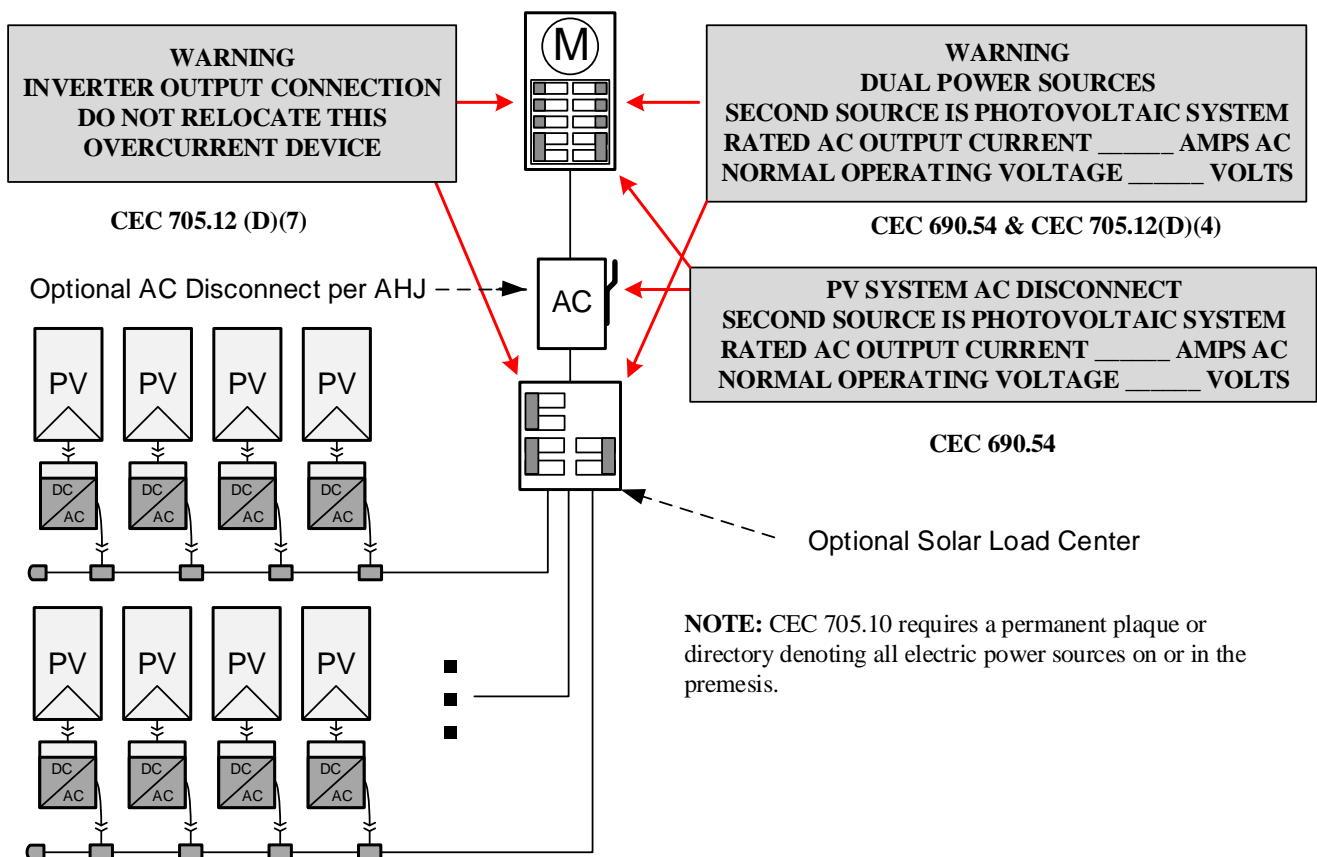 WARNING
INVERTER OUTPUT CONNECTION
DO NOT RELOCATE THIS
OVERCURRENT DEVICE
CEC 705.12 (D)(7)
M
WARNING
DUAL POWER SOURCES
SECOND SOURCE IS PHOTOVOLTAIC SYSTEM
RATED AC OUTPUT CURRENT ______ AMPS AC
NORMAL OPERATING VOLTAGE ______ VOLTS
CEC 690.54 & CEC 705.12(D)(4)
Optional AC Disconnect per AHJ
AC
PV SYSTEM AC DISCONNECT
SECOND SOURCE IS PHOTOVOLTAIC SYSTEM
RATED AC OUTPUT CURRENT ______ AMPS AC
NORMAL OPERATING VOLTAGE ______ VOLTS
CEC 690.54
PV PV PV PV
DC DC DC DC
AC AC AC AC
Optional Solar Load Center
NOTE: CEC 705.10 requires a permanent plaque or
directory denoting all electric power sources on or in the
premesis.
PV PV PV PV
DC DC DC DC
AC AC AC AC